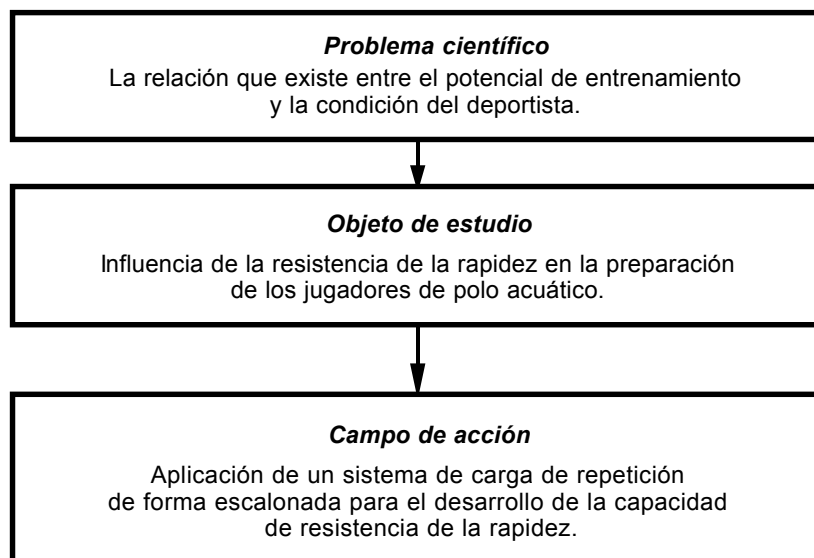 Problema científico
La relación que existe entre el potencial de entrenamiento
y la condición del deportista.
Objeto de estudio
Influencia de la resistencia de la rapidez en la preparación
de los jugadores de polo acuático.
Campo de acción
Aplicación de un sistema de carga de repetición
de forma escalonada para el desarrollo de la capacidad
de resistencia de la rapidez.